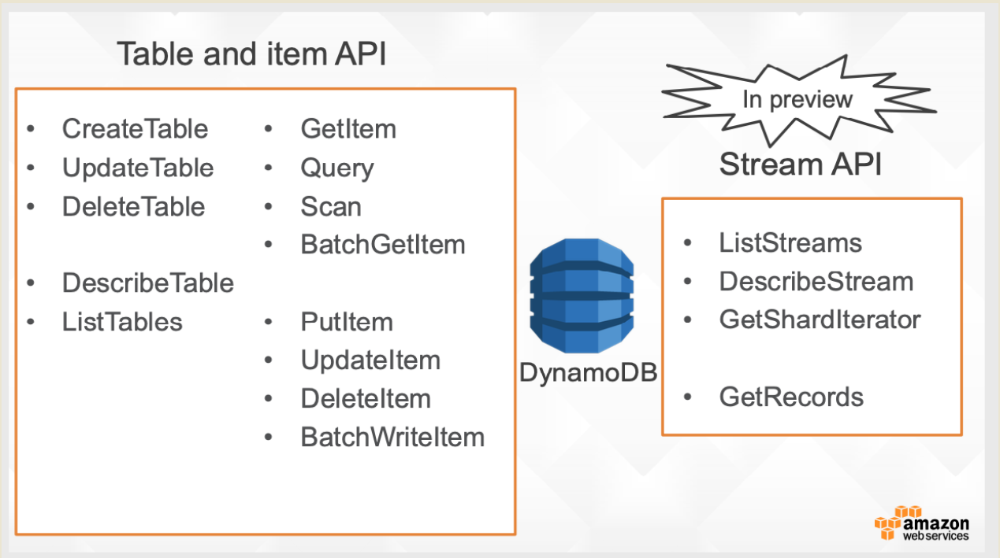 Table and item API
• CreateTable
• UpdateTable
• DeleteTable
• DescribeTable
• ListTables
• GetItem
• Query
• Scan
• BatchGetItem
• PutItem
• UpdateItem
• DeleteItem
• BatchWriteItem
DynamoDB
In preview
Stream API
• ListStreams
• DescribeStream
• GetShardIterator
• GetRecords
amazon
web services